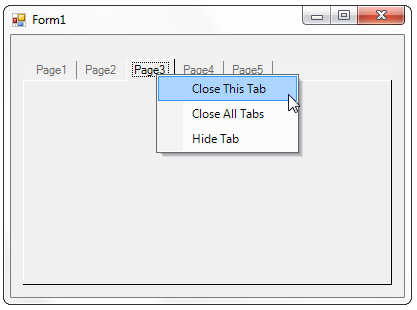 Form1
Page1 Page2 Page3 Page4 Page5
Close This Tab
Close All Tabs
Hide Tab